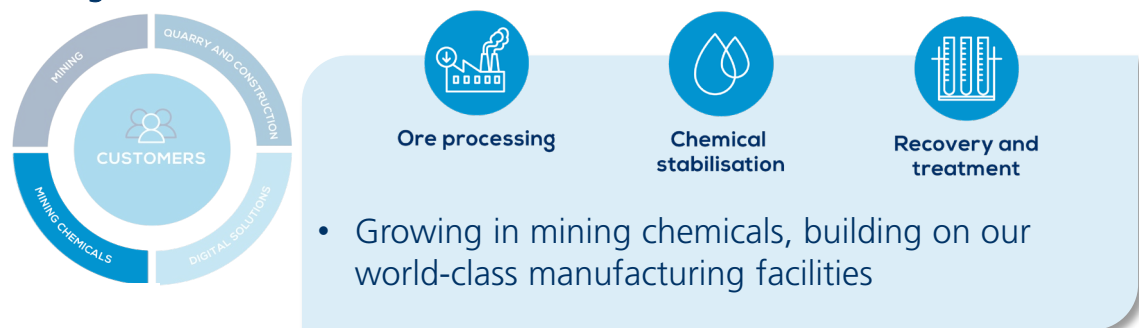 MINING
QUARRY AND CONSTRUCTION
CUSTOMERS
MINING CHEMICALS
DIGITAL SOLUTIONS
Ore processing
Chemical
stabilisation
Recovery and
treatment
• Growing in mining chemicals, building on our
world-class manufacturing facilities